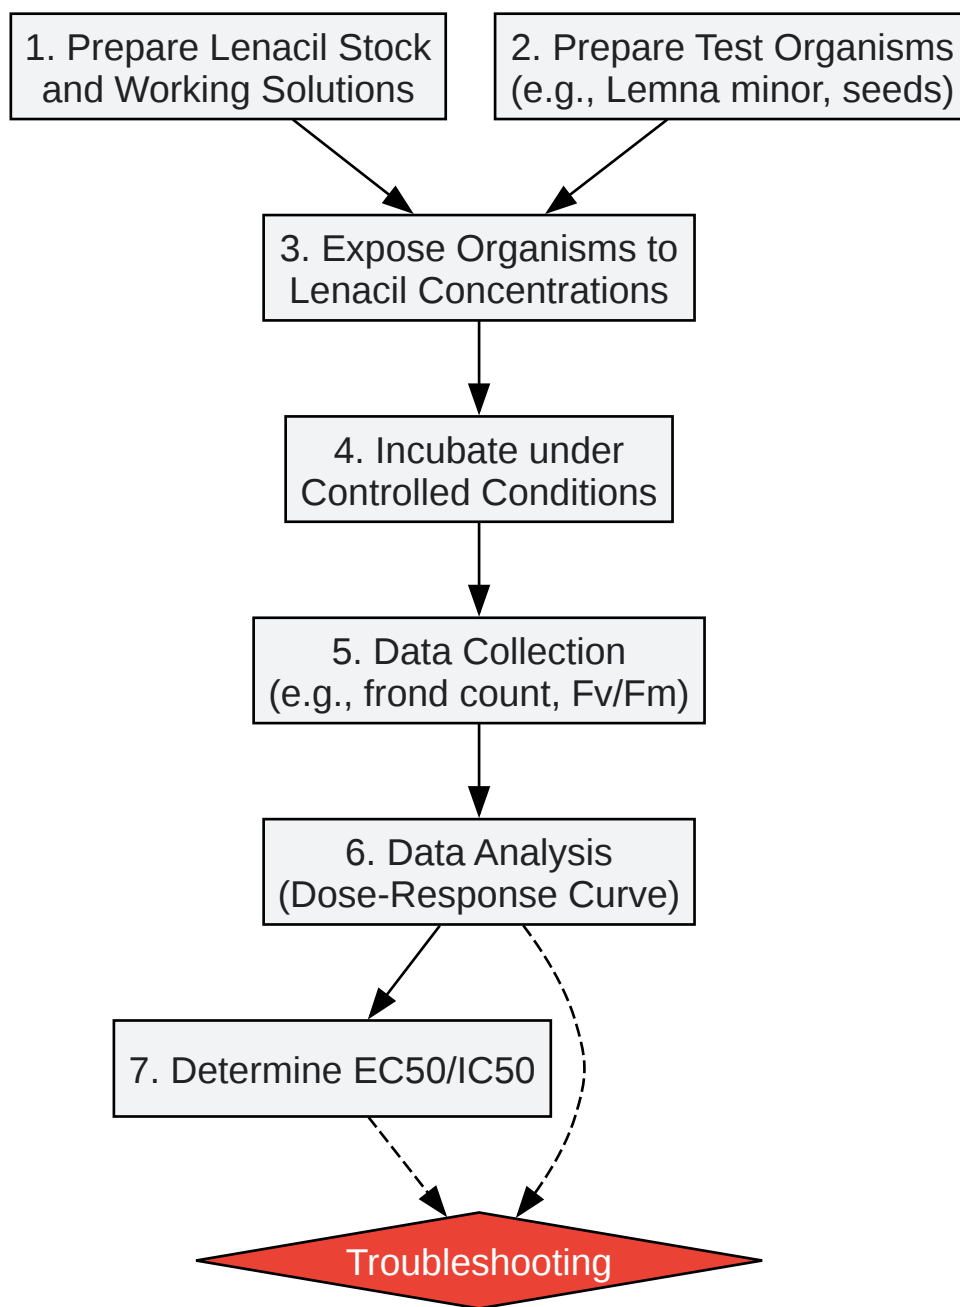 1. Prepare Lenacil Stock
and Working Solutions
2. Prepare Test Organisms
(e.g., Lemna minor, seeds)
3. Expose Organisms to
Lenacil Concentrations
4. Incubate under
Controlled Conditions
5. Data Collection
(e.g., frond count, Fv/Fm)
6. Data Analysis
(Dose-Response Curve)
7. Determine EC50/IC50
Troubleshooting